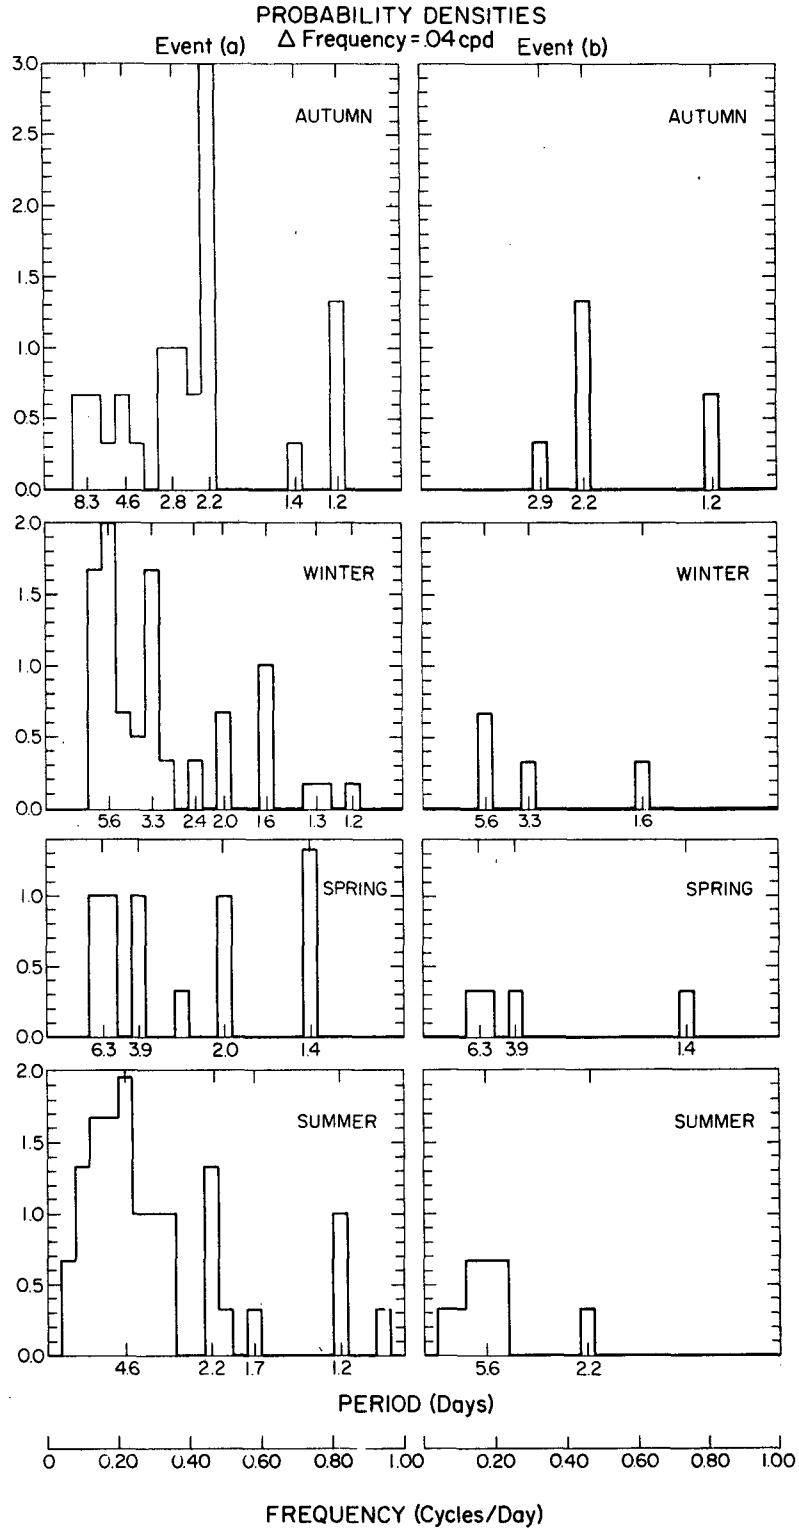 PROBABILITY DENSITIES
Event (a) Δ Frequency = .04 cpd Event (b)
3.0
AUTUMN AUTUMN
2.5
2.0
1.5
1.0
0.5
0.0
8.3 4.6 2.8 2.2 1.4 1.2 2.9 2.2 1.2
2.0
WINTER WINTER
1.5
1.0
0.5
0.0
5.6 3.3 2.4 2.0 1.6 1.3 1.2 5.6 3.3 1.6
SPRING SPRING
1.0
0.5
0.0
6.3 3.9 2.0 1.4 6.3 3.9 1.4
2.0
SUMMER SUMMER
1.5
1.0
0.5
0.0
4.6 2.2 1.7 1.2 5.6 2.2
PERIOD (Days)
0 0.20 0.40 0.60 0.80 1.00 0.20 0.40 0.60 0.80 1.00
FREQUENCY (Cycles/Day)